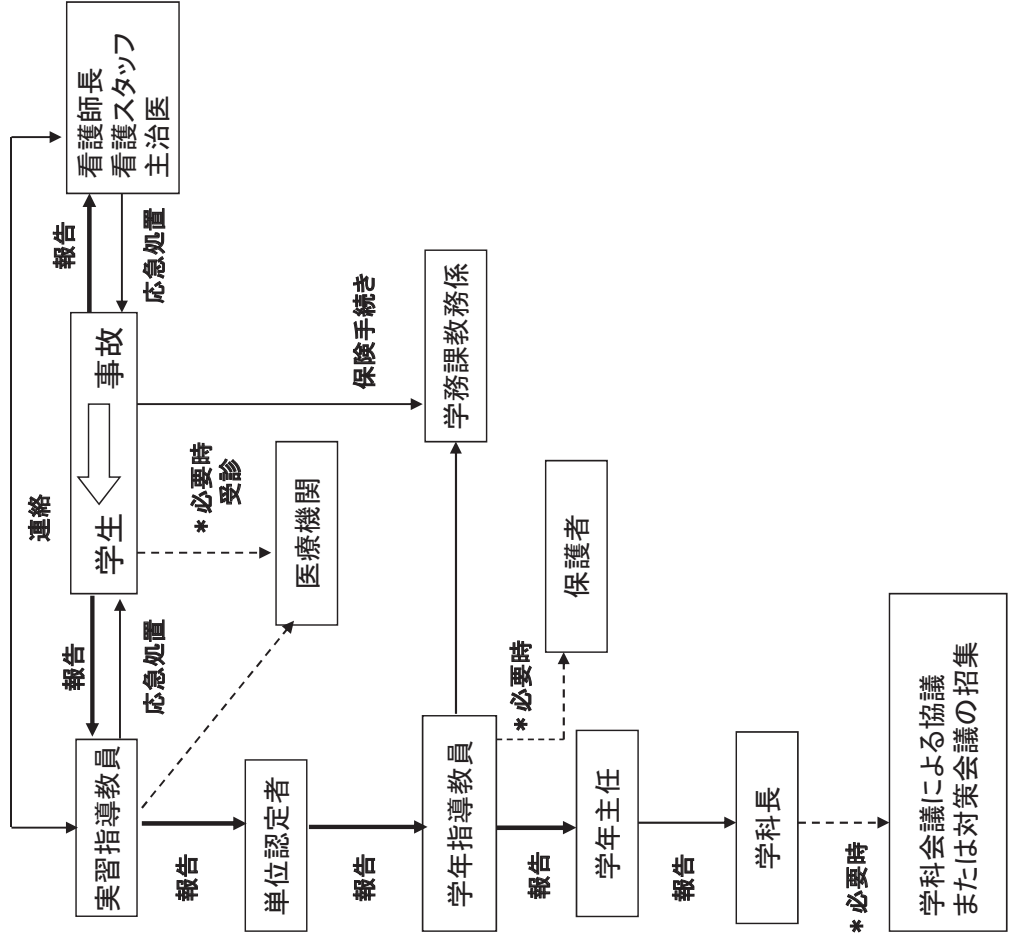 連絡
実習指導教員
報告
応急処置
学生
事故
報告
応急処置
看護師長
看護スタッフ
主治医
報告
単位認定者
*必要時
受診
医療機関
保険手続き
報告
学年指導教員
学務課教務係
報告
*必要時
保護者
学年主任
報告
学科長
*必要時
学科会議による協議
または対策会議の招集